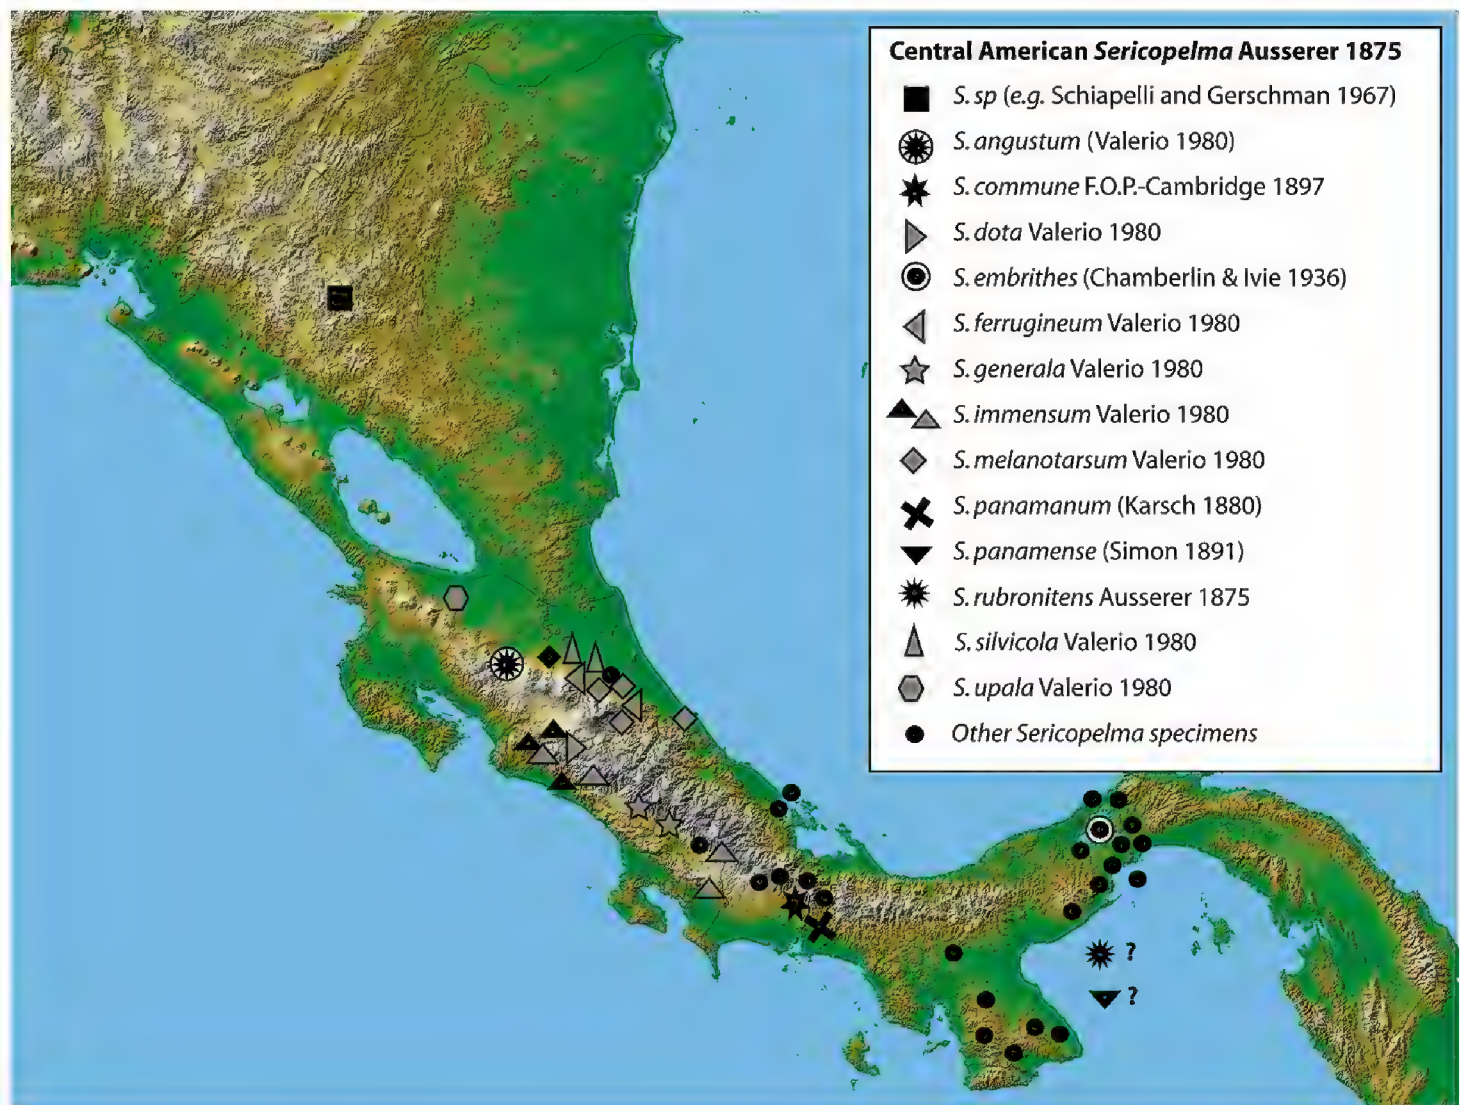 Central American Sericopelma Ausserer 1875
S. sp (e.g. Schiapelli and Gerschman 1967)
S. angustum (Valerio 1980)
S. commune F.O.P.-Cambridge 1897
S. dota Valerio 1980
S. embrithes (Chamberlin & Ivie 1936)
S. ferrugineum Valerio 1980
S. generala Valerio 1980
S. immensum Valerio 1980
S. melanotarsum Valerio 1980
S. panamanum (Karsch 1880)
S. panamense (Simon 1891)
S. rubronitens Ausserer 1875
S. silvicola Valerio 1980
S. upala Valerio 1980
Other Sericopelma specimens
?
?